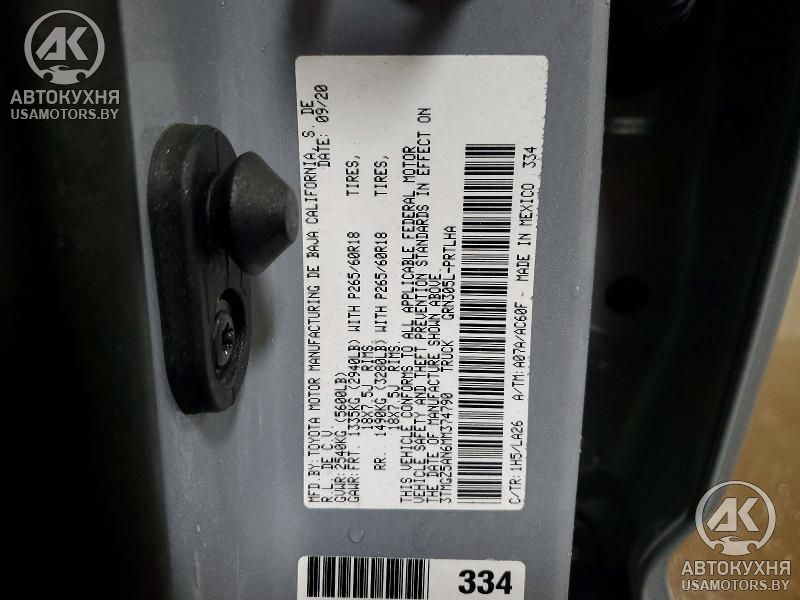 АК
АВТОКУХНЯ
USAMOTORS.BY
MFD.BY:TOYOTA MOTOR MANUFACTURING DE BAJA CALIFORNIA, S. DE
R.L. DE C.V. DATE: 09/20
GVWR:2540KG (5600LB)
GAWR:FRT. 1335KG (2940LB) WITH P265/60R18 TIRES,
18X7.5J RIMS
RR. 1490KG (3280LB) WITH P265/60R18 TIRES,
18X7.5J RIMS.
THIS VEHICLE CONFORMS TO ALL APPLICABLE FEDERAL MOTOR
VEHICLE SAFETY AND THEFT PREVENTION STANDARDS IN EFFECT ON
THE DATE OF MANUFACTURE SHOWN ABOVE.
3TMGZ5AN6MM374790 TRUCK GRN305L-PRTLHA
C/TR:1H5/LA26 A/TM:A07A/AC60F MADE IN MEXICO 334
334
АК
АВТОКУХНЯ
USAMOTORS.BY